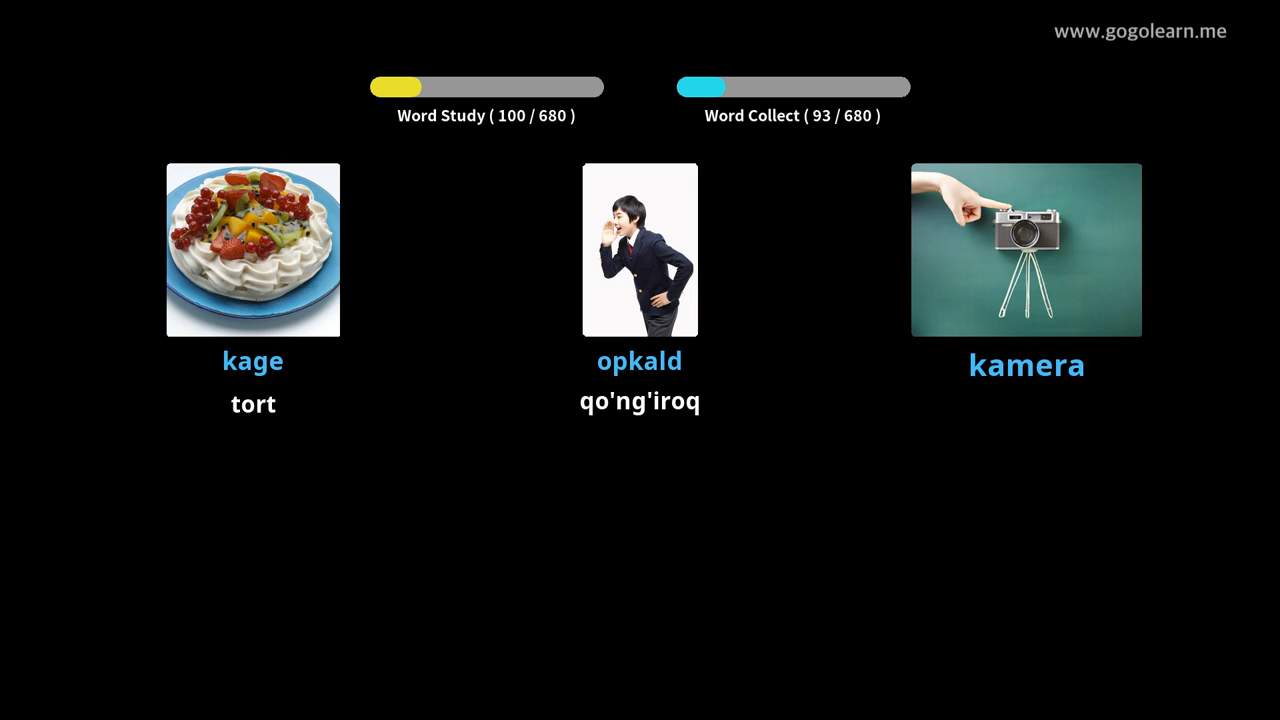 www.gogolearn.me
Word Study ( 100 / 680 )
Word Collect ( 93 / 680 )
kage
tort
opkald
qo'ng'iroq
kamera